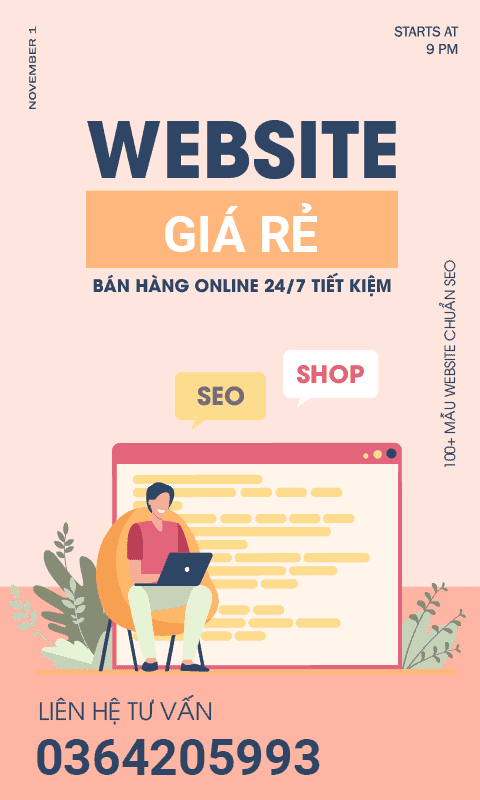 NOVEMBER 1
STARTS AT
9 PM
WEBSITE
GIÁ RẺ
BÁN HÀNG ONLINE 24/7 TIẾT KIỆM
100+ MẪU WEBSITE CHUẨN SEO
SHOP
SEO
LIÊN HỆ TƯ VẤN
0364205993